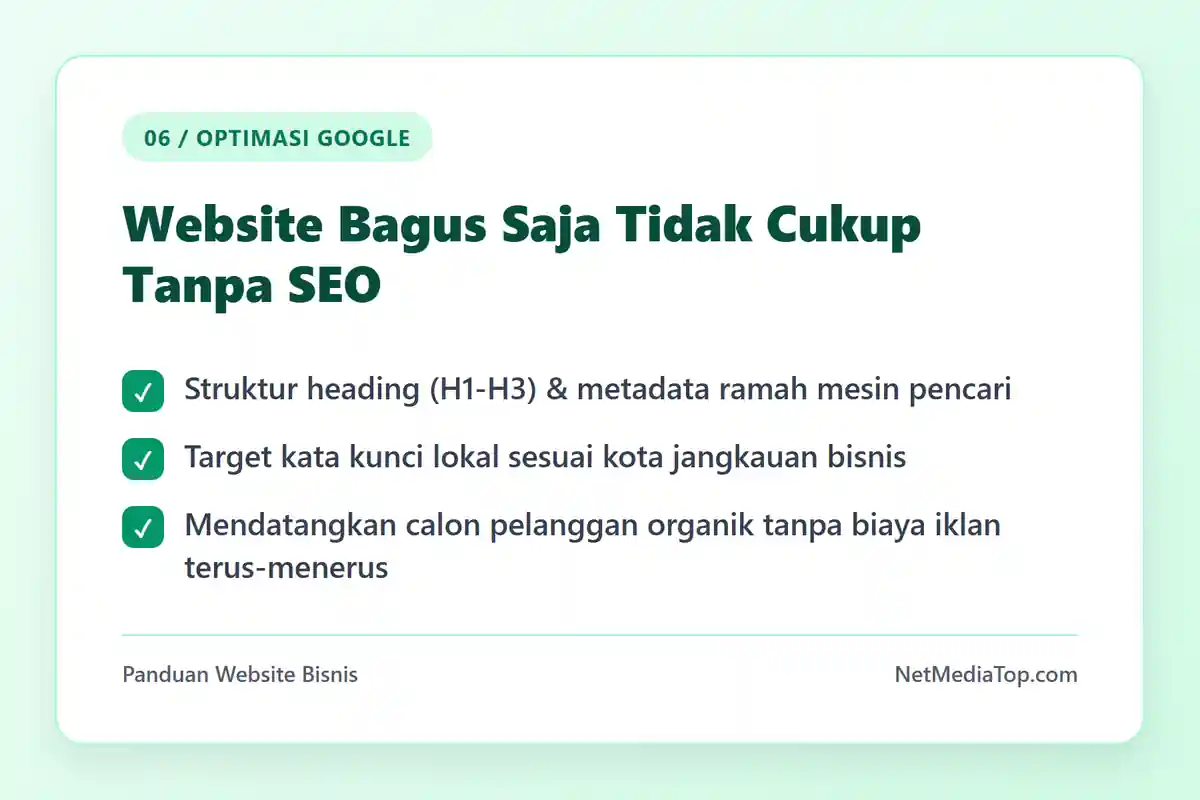 06 / OPTIMASI GOOGLE
Website Bagus Saja Tidak Cukup
Tanpa SEO
✓ Struktur heading (H1-H3) & metadata ramah mesin pencari
✓ Target kata kunci lokal sesuai kota jangkauan bisnis
✓ Mendatangkan calon pelanggan organik tanpa biaya iklan
terus-menerus
Panduan Website Bisnis
NetMediaTop.com